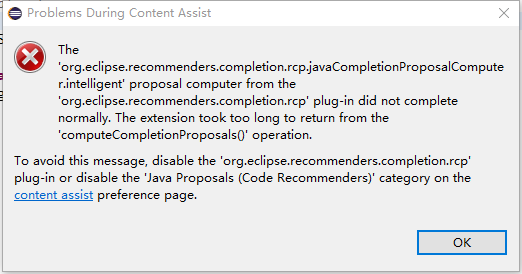 Problems During Content Assist
The
'org.eclipse.recommenders.completion.rcp.javaCompletionProposalCompute
r.intelligent' proposal computer from the
'org.eclipse.recommenders.completion.rcp' plug-in did not complete
normally. The extension took too long to return from the
'computeCompletionProposals()' operation.
To avoid this message, disable the 'org.eclipse.recommenders.completion.rcp'
plug-in or disable the 'Java Proposals (Code Recommenders)' category on the
content assist preference page.
OK